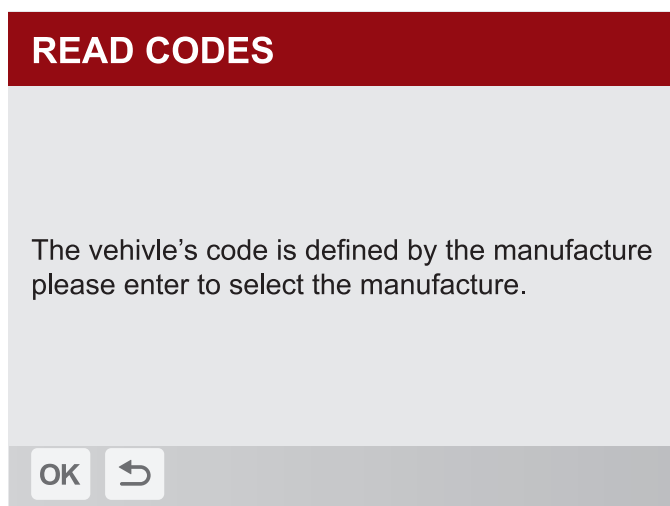 READ CODES
The vehivle's code is defined by the manufacture
please enter to select the manufacture.
OK